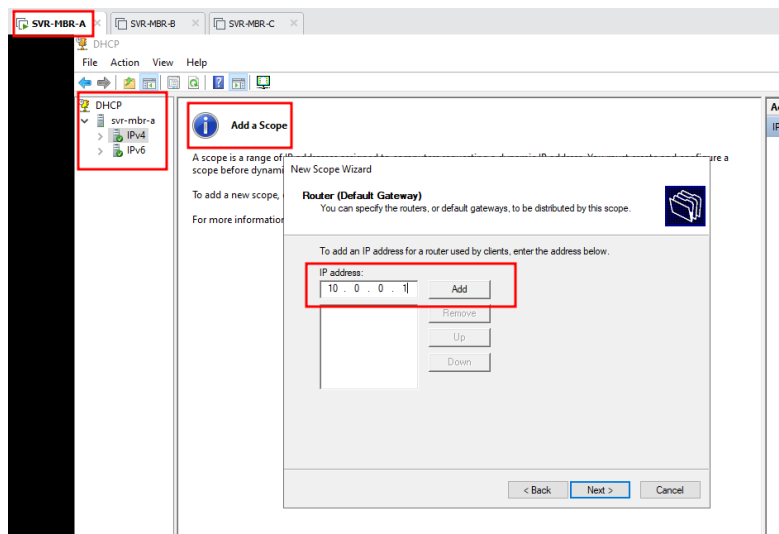 SVR-MBR-A
SVR-MBR-B
SVR-MBR-C
DHCP
File Action View Help
DHCP
svr-mbr-a
IPv4
IPv6
Add a Scope
A scope is a range of
scope before dynami
To add a new scope,
For more information
New Scope Wizard
Router (Default Gateway)
You can specify the routers, or default gateways, to be distributed by this scope.
To add an IP address for a router used by clients, enter the address below.
IP address:
10 . 0 . 0 . 1
Add
Remove
Up
Down
< Back
Next >
Cancel